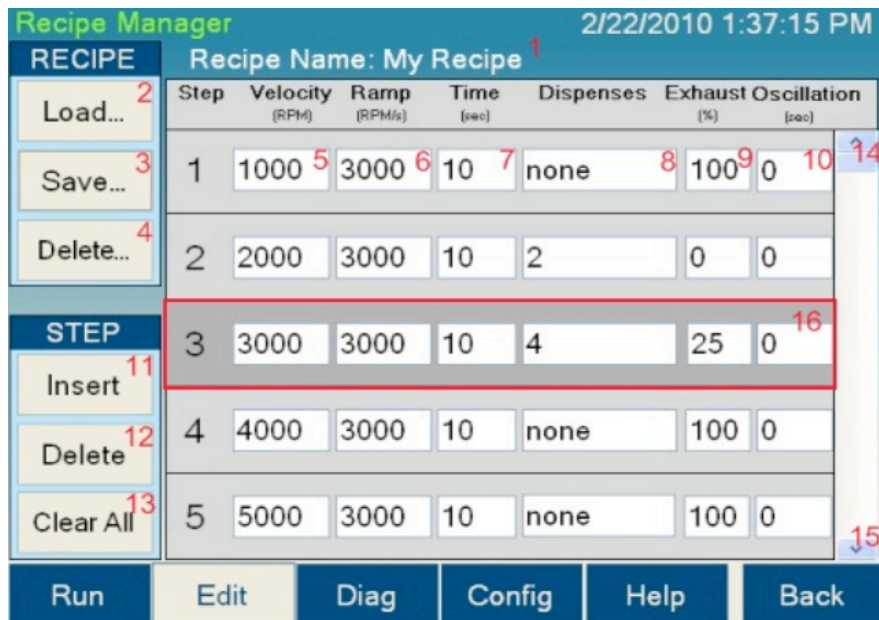 Recipe Manager 2/22/2010 1:37:15 PM
RECIPE Recipe Name: My Recipe 1
Step Velocity Ramp Time Dispenses Exhaust Oscillation
(RPM) (RPM/s) (sec) (%) (sec)
Load... 2
1 1000 5 3000 6 10 7 none 8 100 9 0 10 14
Save... 3
Delete... 4
2 2000 3000 10 2 0 0
STEP
3 3000 3000 10 4 25 0 16
Insert 11
4 4000 3000 10 none 100 0
Delete 12
5 5000 3000 10 none 100 0
Clear All 13
15
Run Edit Diag Config Help Back